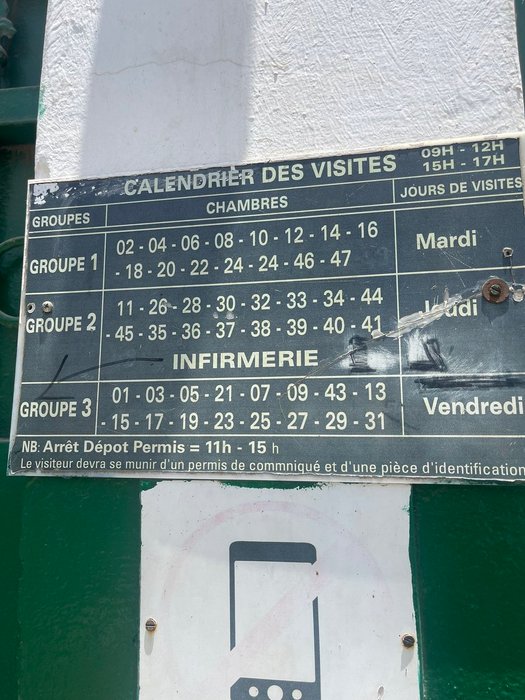 CALENDRIER DES VISITES
09H - 12H
15H - 17H
GROUPES
CHAMBRES
JOURS DE VISITES
GROUPE 1
02 - 04 - 06 - 08 - 10 - 12 - 14 - 16
- 18 - 20 - 22 - 24 - 24 - 46 - 47
Mardi
GROUPE 2
11 - 26 - 28 - 30 - 32 - 33 - 34 - 44
- 45 - 35 - 36 - 37 - 38 - 39 - 40 - 41
INFIRMERIE
Jeudi
GROUPE 3
01 - 03 - 05 - 21 - 07 - 09 - 43 - 13
- 15 - 17 - 19 - 23 - 25 - 27 - 29 - 31
Vendredi
NB: Arrêt Dépot Permis = 11h - 15 h
Le visiteur devra se munir d'un permis de commniqué et d'une pièce d'identification